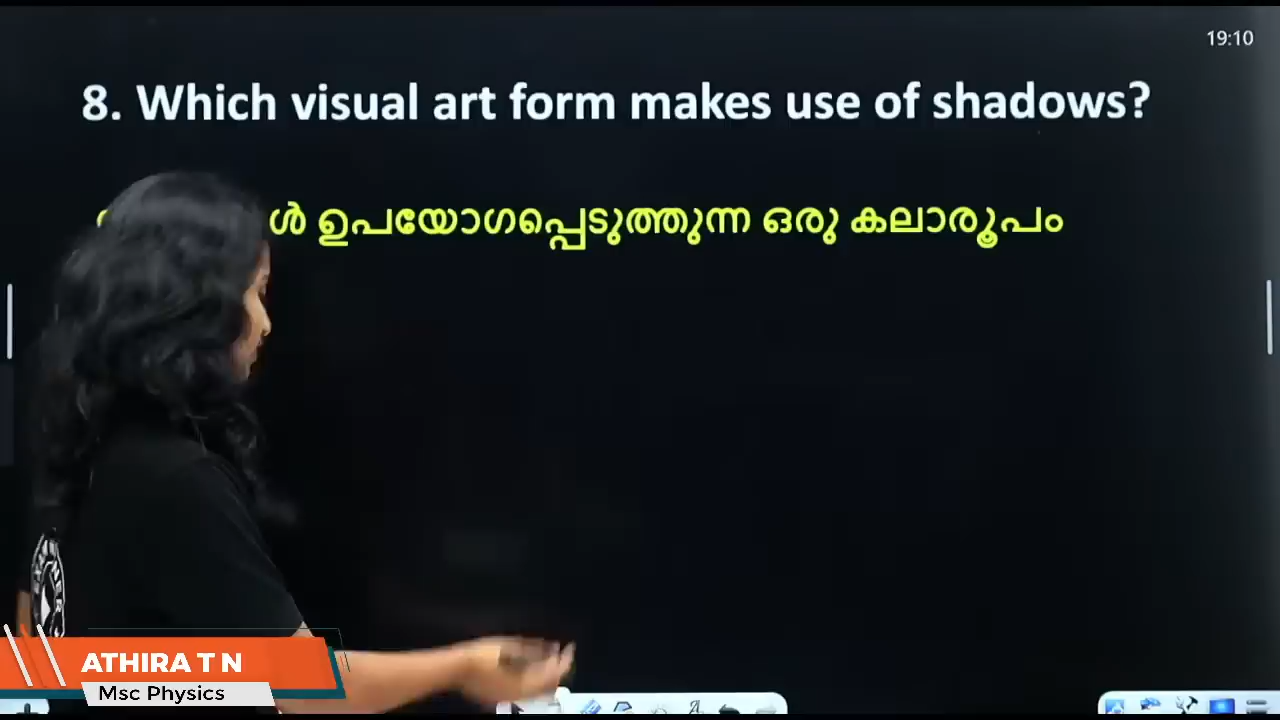 19:10
8. Which visual art form makes use of shadows?
ഉപയോഗപ്പെടുത്തുന്ന ഒരു കലാരൂപം
ATHIRA T N
Msc Physics